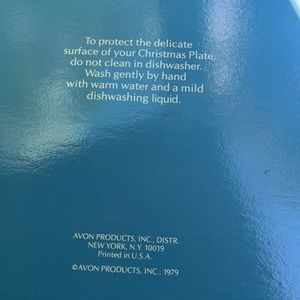 To protect the delicate
surface of your Christmas Plate,
do not clean in dishwasher.
Wash gently by hand
with warm water and a mild
dishwashing liquid.
AVON PRODUCTS, INC., DISTR.
NEW YORK, N.Y. 10019
Printed in U.S.A.
©AVON PRODUCTS, INC., 1979